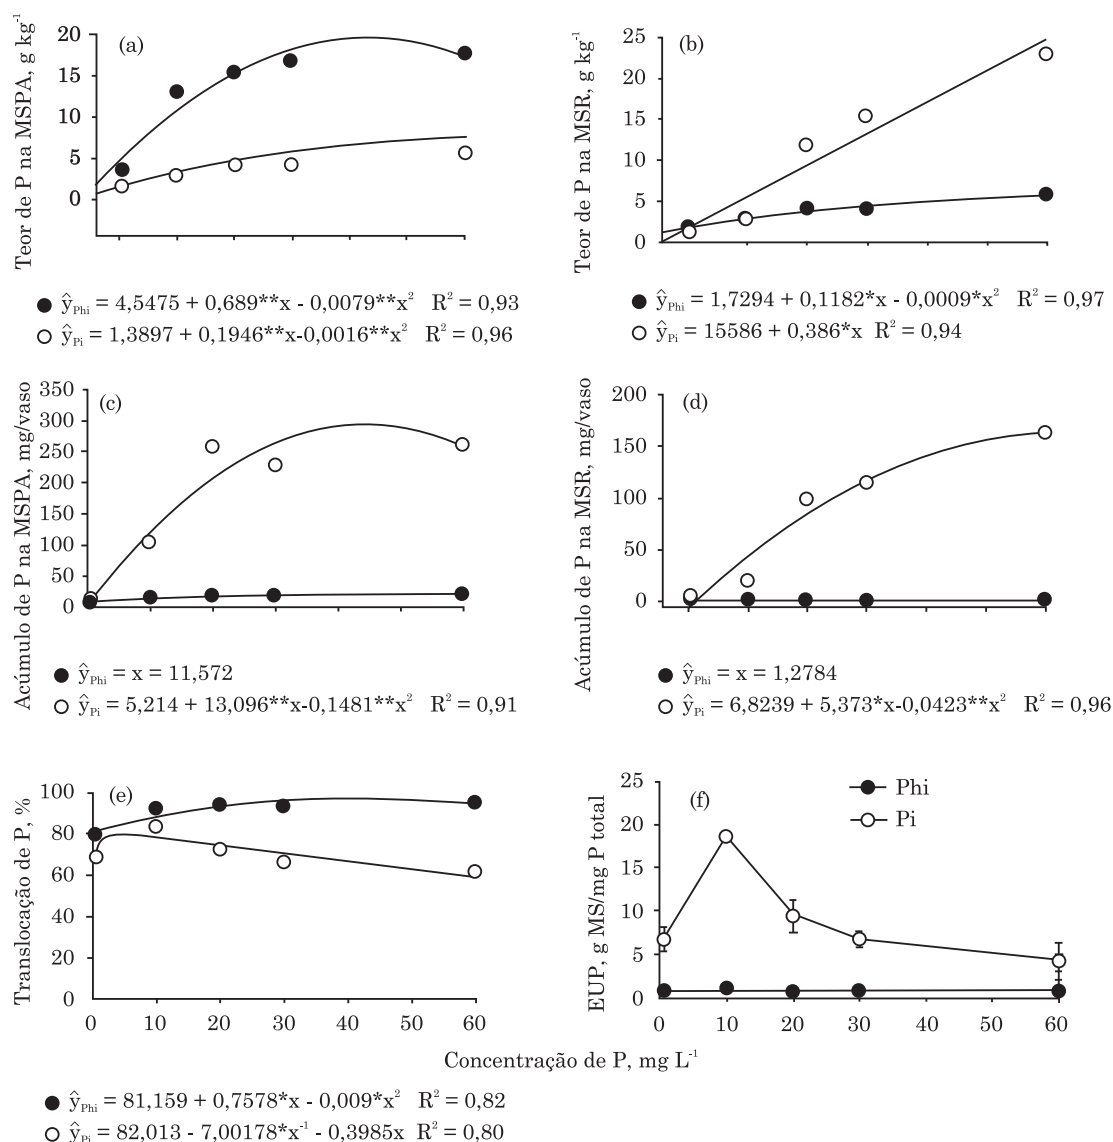 (a)
Teor de P na MSPA, g kg⁻¹
20
15
10
5
0
● ŷPhi = 4,5475 + 0,689**x - 0,0079**x² R² = 0,93
○ ŷPi = 1,3897 + 0,1946**x-0,0016**x² R² = 0,96
(b)
Teor de P na MSR, g kg⁻¹
25
20
15
10
5
0
● ŷPhi = 1,7294 + 0,1182*x - 0,0009*x² R² = 0,97
○ ŷPi = 15586 + 0,386*x R² = 0,94
(c)
Acúmulo de P na MSPA, mg/vaso
350
300
250
200
150
100
50
0
● ŷPhi = x = 11,572
○ ŷPi = 5,214 + 13,096**x-0,1481**x² R² = 0,91
(d)
Acúmulo de P na MSR, mg/vaso
200
150
100
50
0
● ŷPhi = x = 1,2784
○ ŷPi = 6,8239 + 5,373*x-0,0423**x² R² = 0,96
(e)
Translocação de P, %
100
80
60
40
20
0
0 10 20 30 40 50 60
(f)
EUP, g MS/mg P total
25
20
15
10
5
0
Phi
Pi
0 10 20 30 40 50 60
Concentração de P, mg L⁻¹
● ŷPhi = 81,159 + 0,7578*x - 0,009*x² R² = 0,82
○ ŷPi = 82,013 - 7,00178*x⁻¹ - 0,3985x R² = 0,80